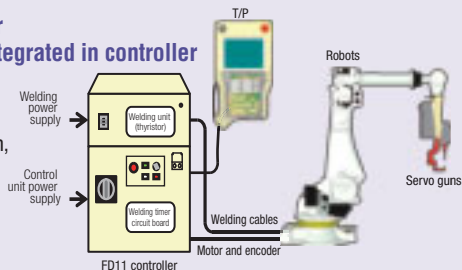 T/P
tegrated in controller
Robots
Welding
power
supply
Welding unit
(thyristor)
Control
unit power
supply
Welding timer
circuit board
Servo guns
Welding cables
Motor and encoder
FD11 controller